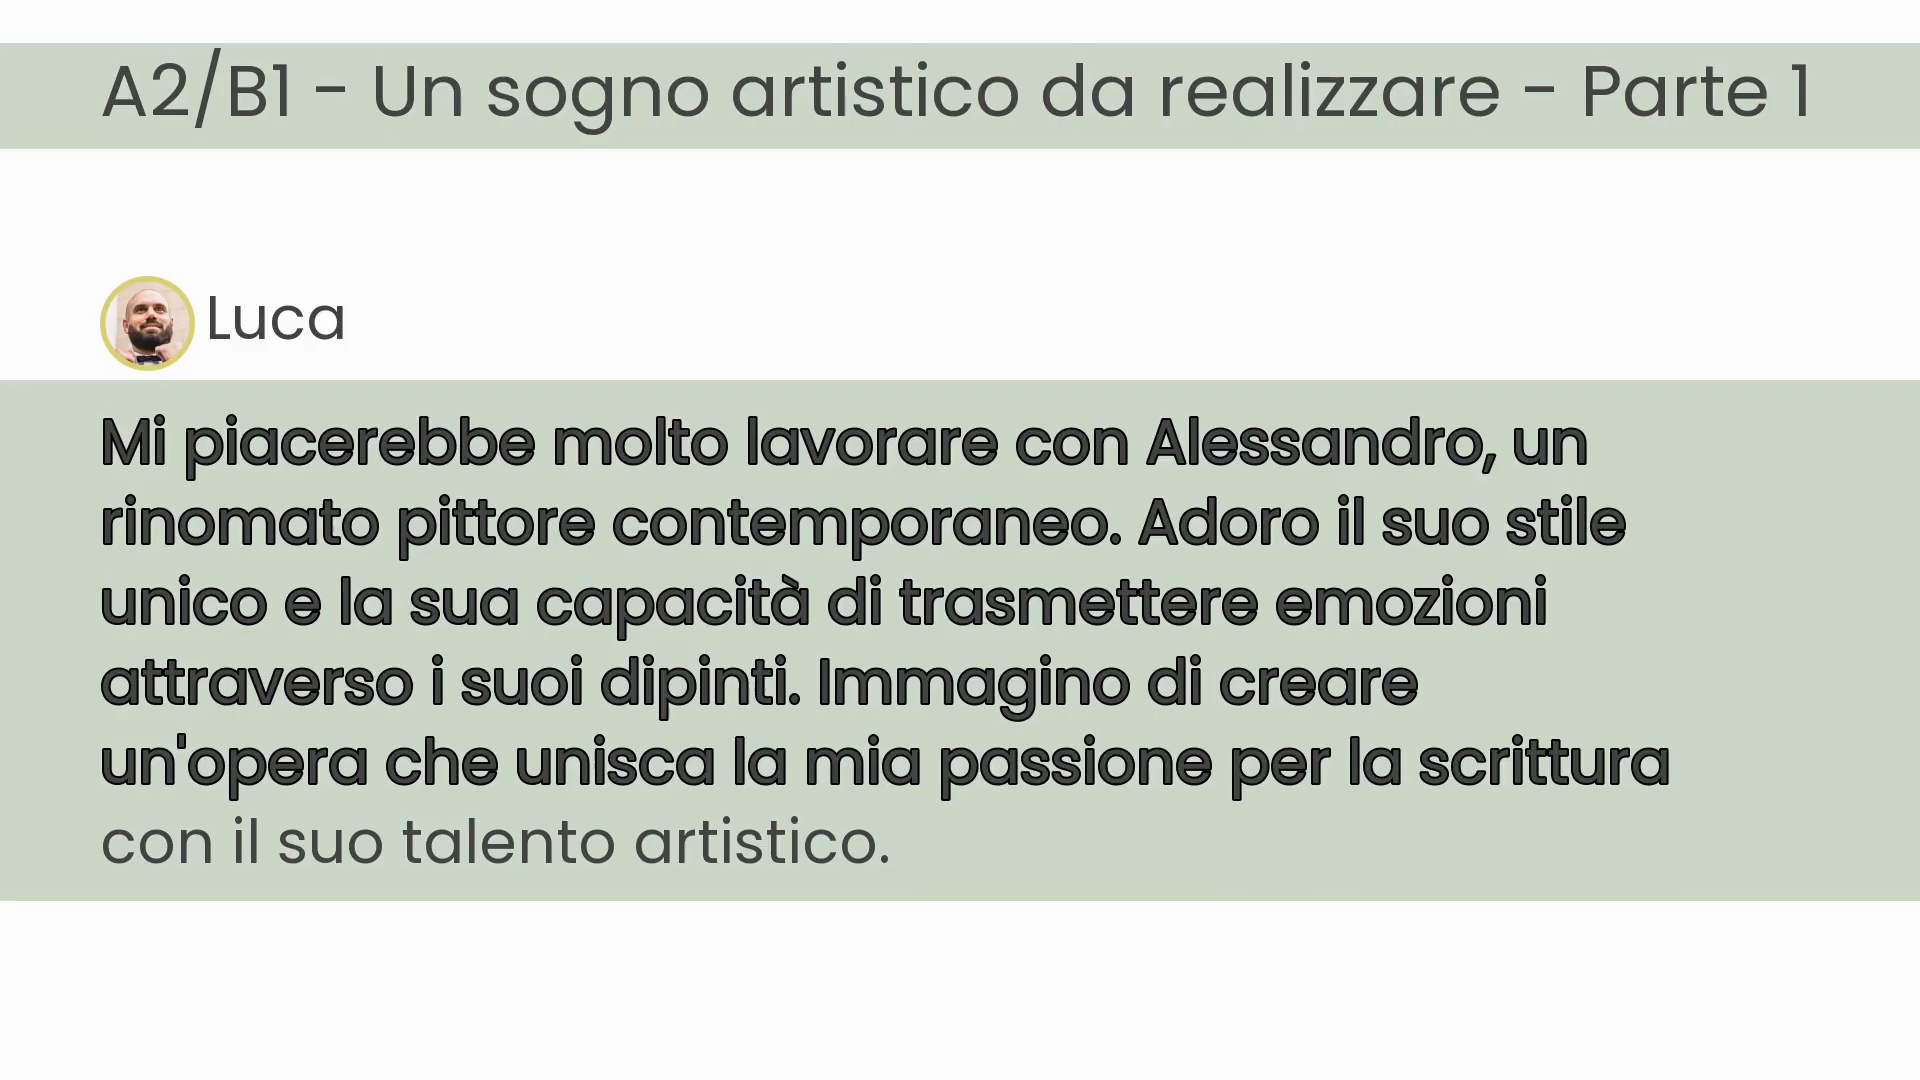 A2/B1 - Un sogno artistico da realizzare - Parte 1
Luca
Mi piacerebbe molto lavorare con Alessandro, un
rinomato pittore contemporaneo. Adoro il suo stile
unico e la sua capacità di trasmettere emozioni
attraverso i suoi dipinti. Immagino di creare
un'opera che unisca la mia passione per la scrittura
con il suo talento artistico.